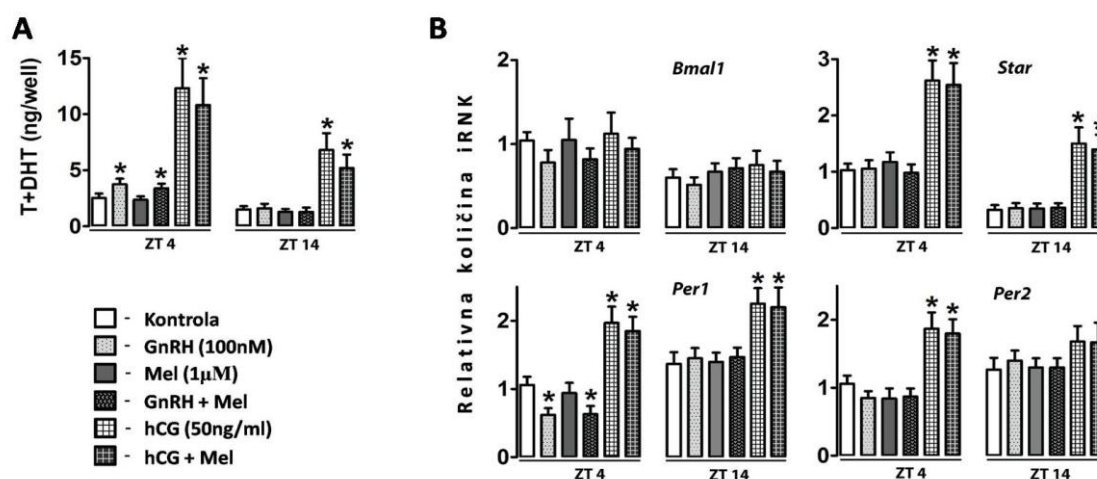 A
T+DHT (ng/well)
15
10
5
0
*
*
*
*
*
*
ZT 4
ZT 14
- Kontrola
- GnRH (100nM)
- Mel (1μM)
- GnRH + Mel
- hCG (50ng/ml)
- hCG + Mel
B
Relativna količina iRNK
2
1
0
Bmal1
ZT 4
ZT 14
3
2
1
0
Star
*
*
*
*
ZT 4
ZT 14
2
1
0
Per1
*
*
*
*
*
*
ZT 4
ZT 14
2
1
0
Per2
*
*
ZT 4
ZT 14